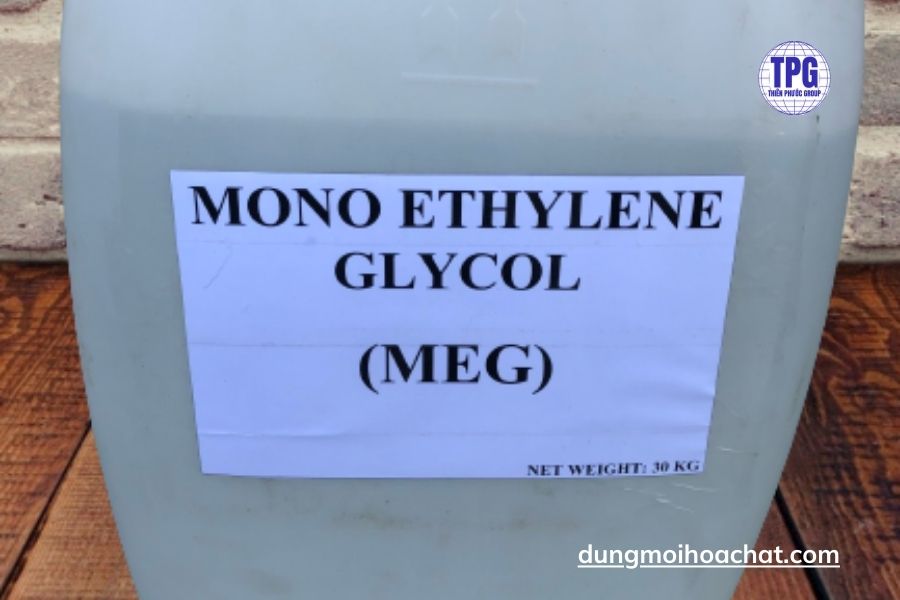 TPG
THIÊN PHƯỚC GROUP
MONO ETHYLENE
GLYCOL
(MEG)
NET WEIGHT: 30 KG
dungmoihoachat.com